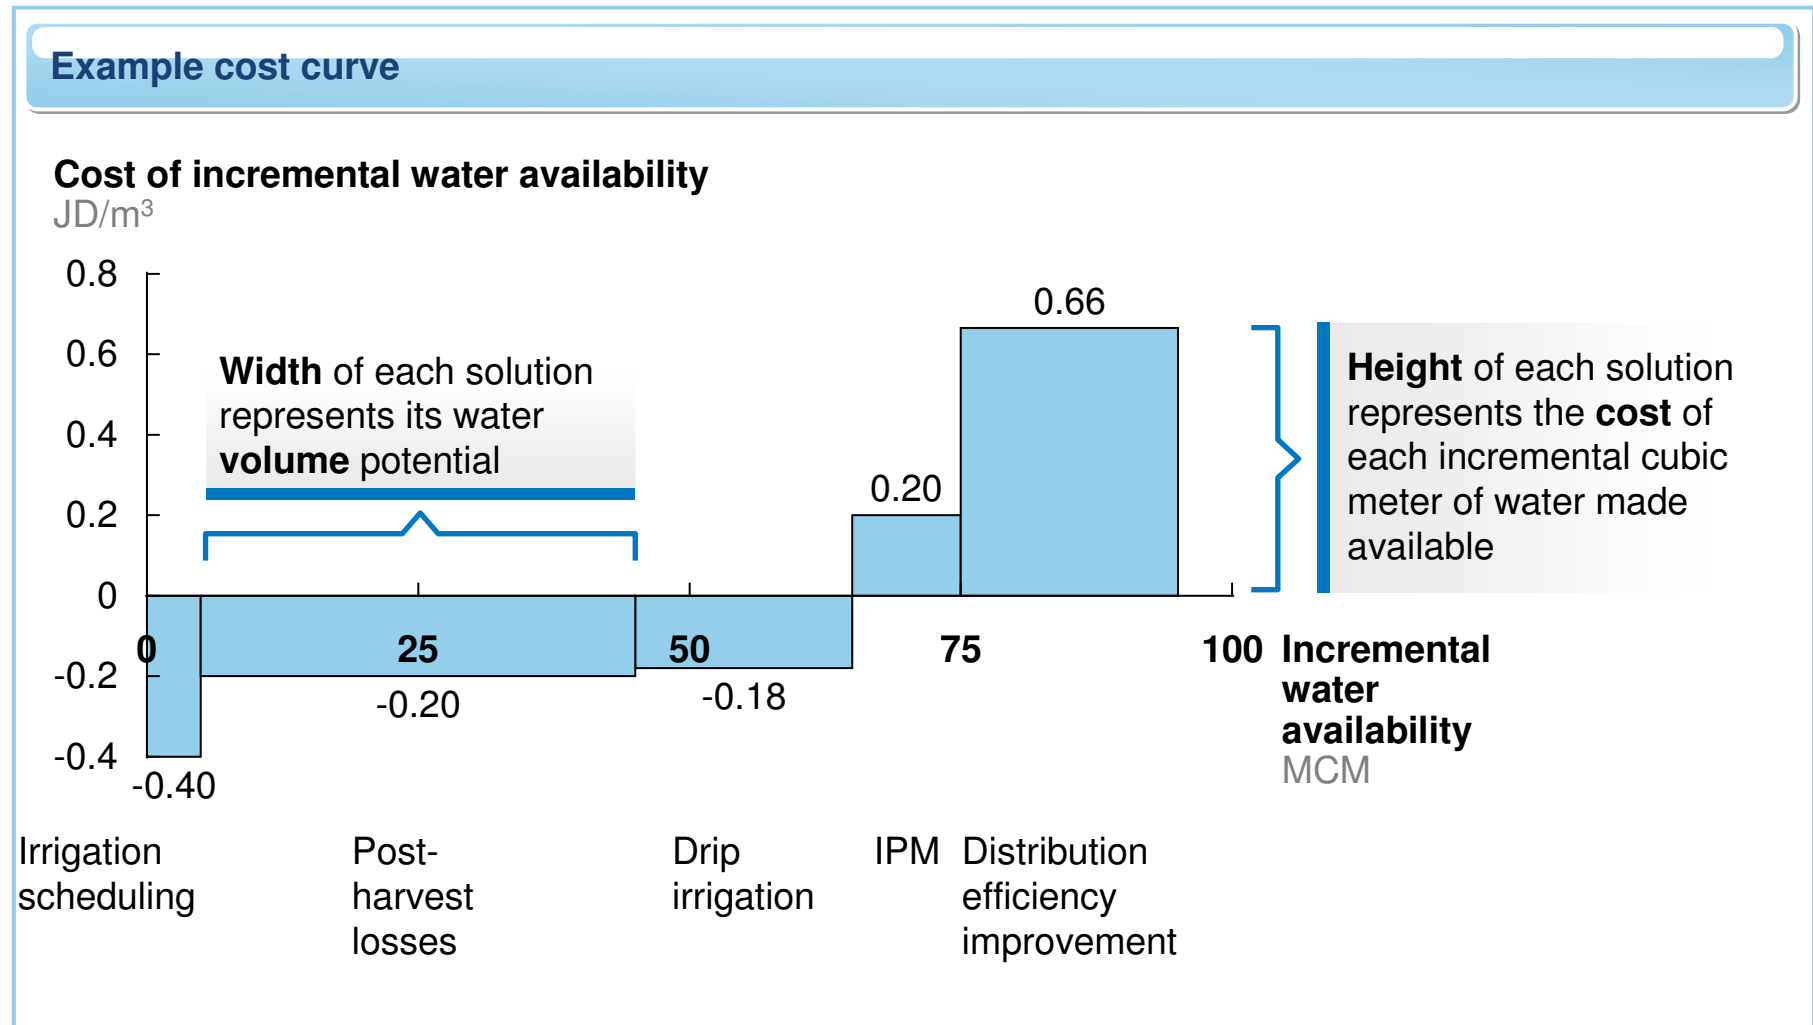 Example cost curve
Cost of incremental water availability
JD/m³
0.8
0.6
0.4
0.2
0
-0.2
-0.4
Width of each solution
represents its water
volume potential
0.66
0.20
Height of each solution
represents the cost of
each incremental cubic
meter of water made
available
0
25
50
75
100
Incremental
water
availability
MCM
-0.40
-0.20
-0.18
Irrigation
scheduling
Post-
harvest
losses
Drip
irrigation
IPM
Distribution
efficiency
improvement